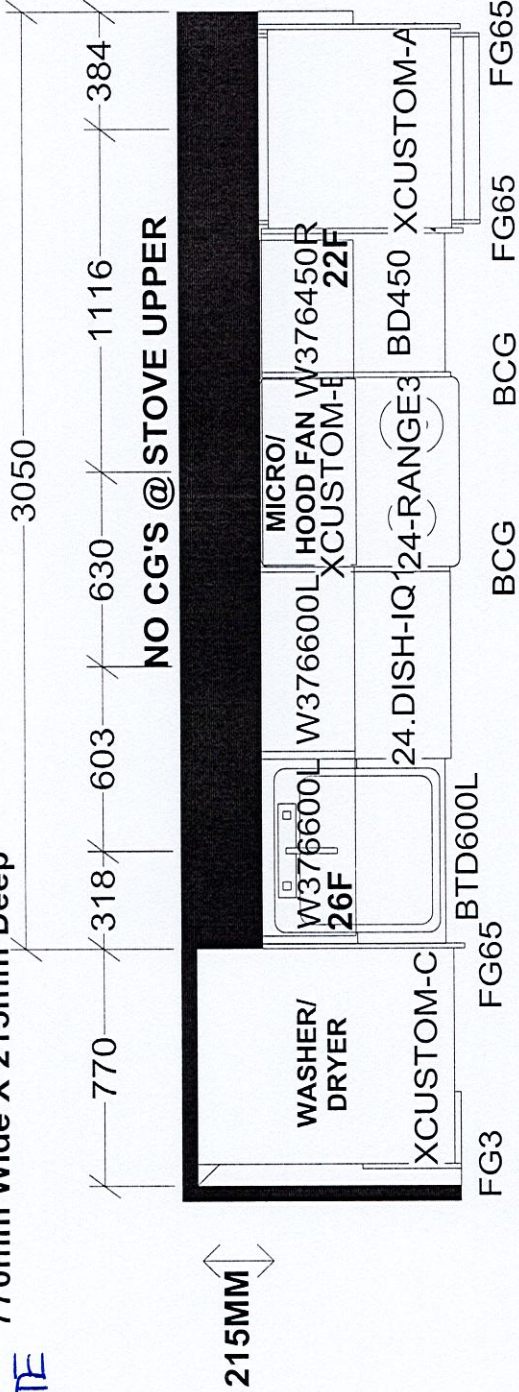 770mm Wide X 215mm Deep
3050
770
318
603
630
1116
384
NO CG'S @ STOVE UPPER
215MM
WASHER/
DRYER
XCUSTOM-C
W376600L
26F
W376600L
MICRO/
HOOD FAN
XCUSTOM-B
W376450R
22F
24.DISH-IQ
24-RANGE3
BD450
XCUSTOM-A
BTD600L
FG3
FG65
BCG
BCG
FG65
FG65